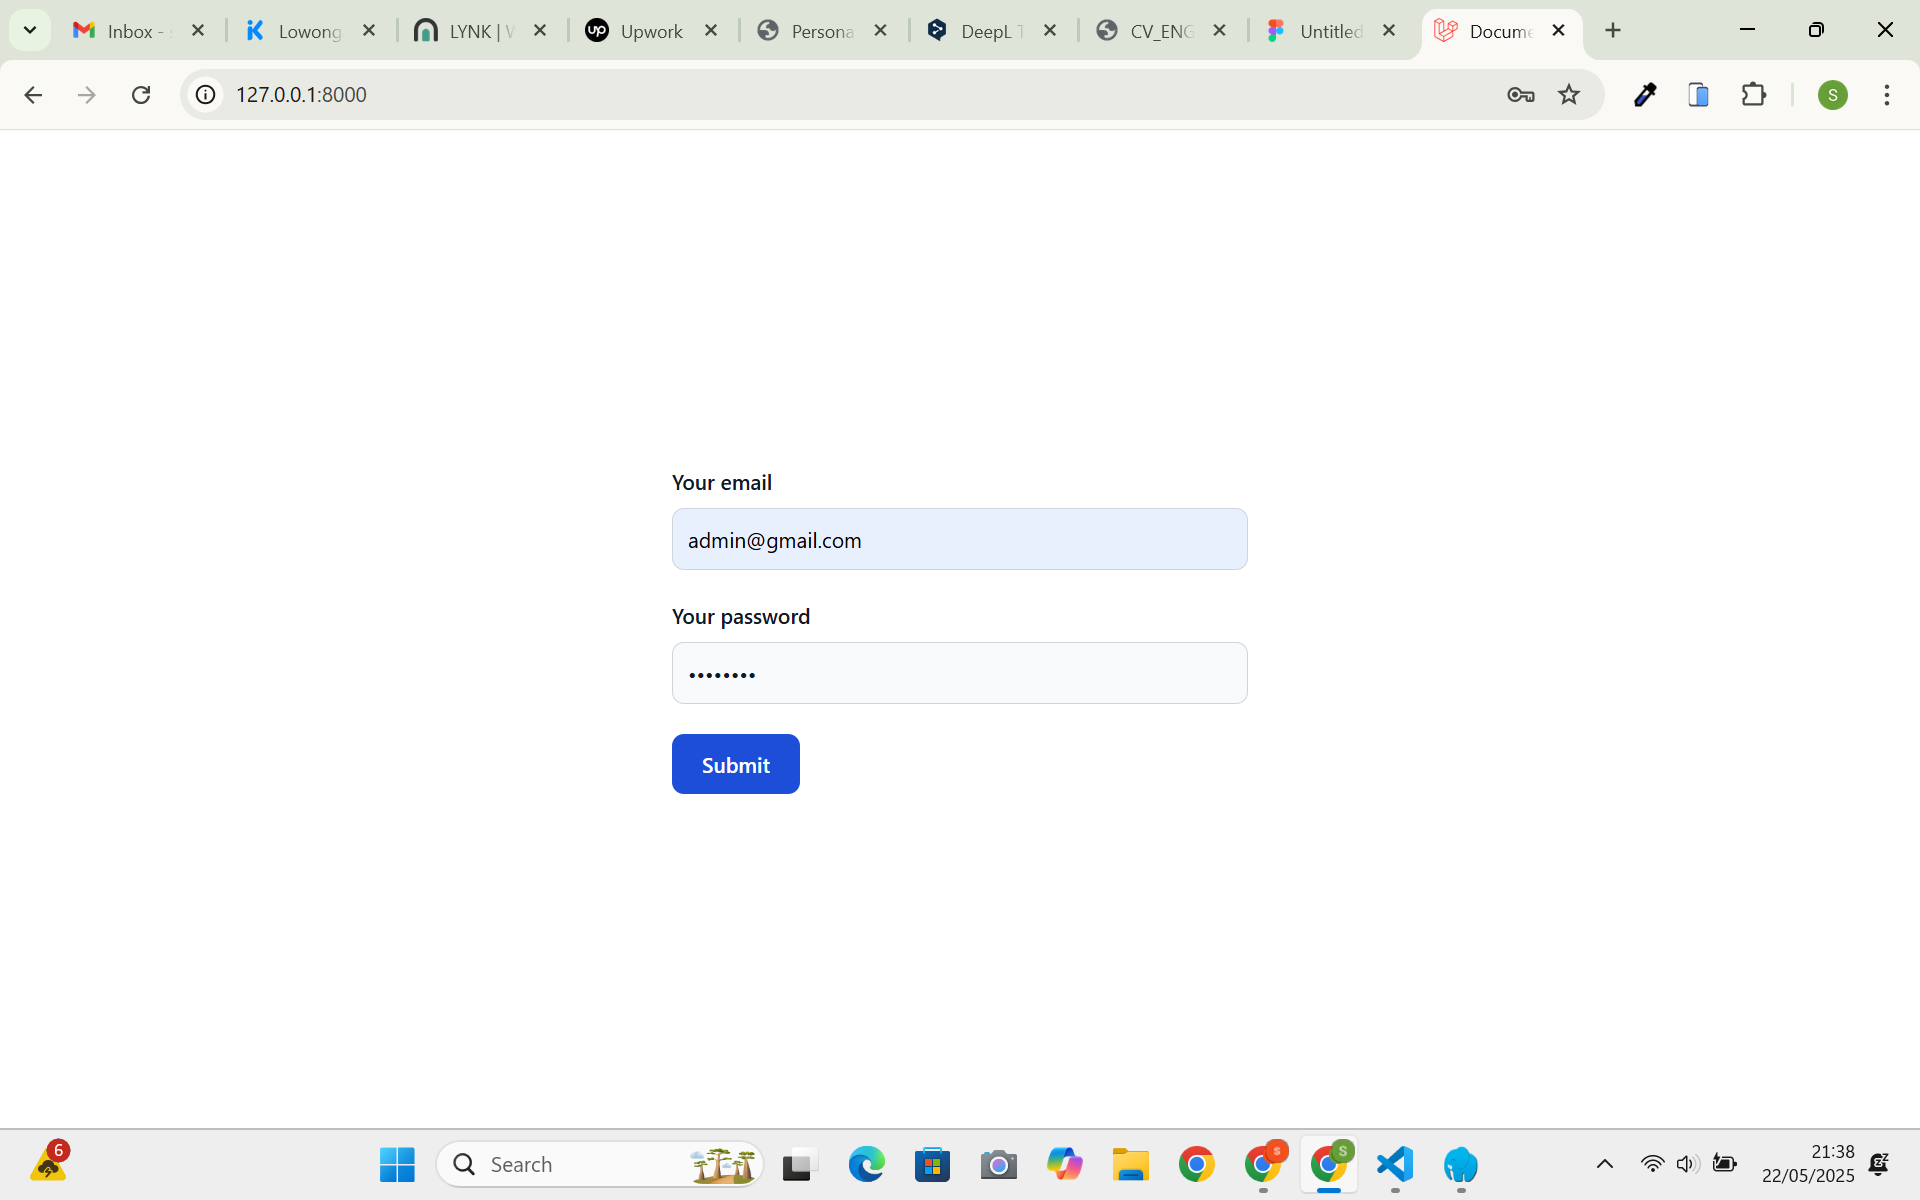 Inbox -
Lowong
LYNK |
Upwork
Persona
DeepL
CV_ENG
Untitled
Docume
127.0.0.1:8000
S
Your email
admin@gmail.com
Your password
••••••••
Submit
6
Search
S
S
21:38
22/05/2025